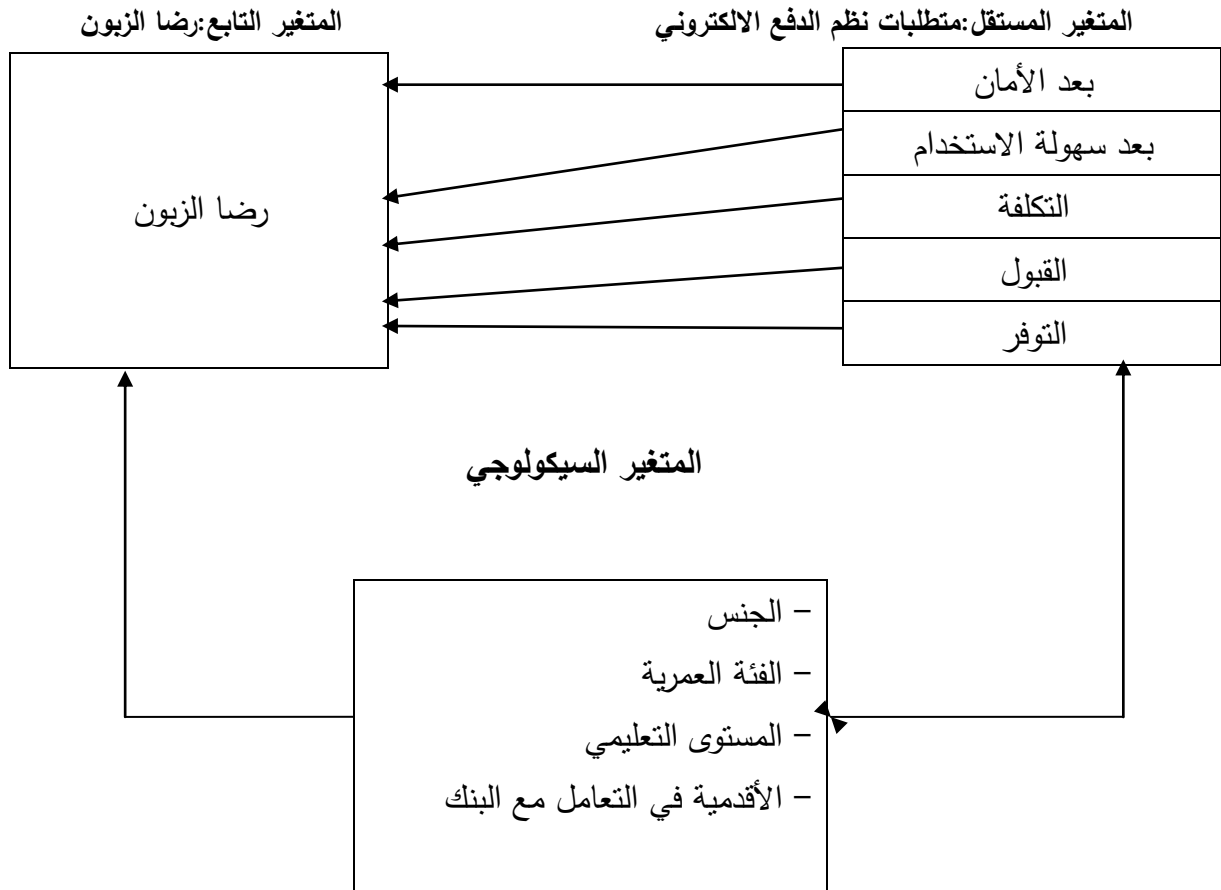 المتغير المستقل:متطلبات نظم الدفع الالكتروني
المتغير التابع:رضا الزبون
بعد الأمان
بعد سهولة الاستخدام
التكلفة
القبول
التوفر
رضا الزبون
المتغير السيكولوجي
– الجنس
– الفئة العمرية
– المستوى التعليمي
– الأقدمية في التعامل مع البنك